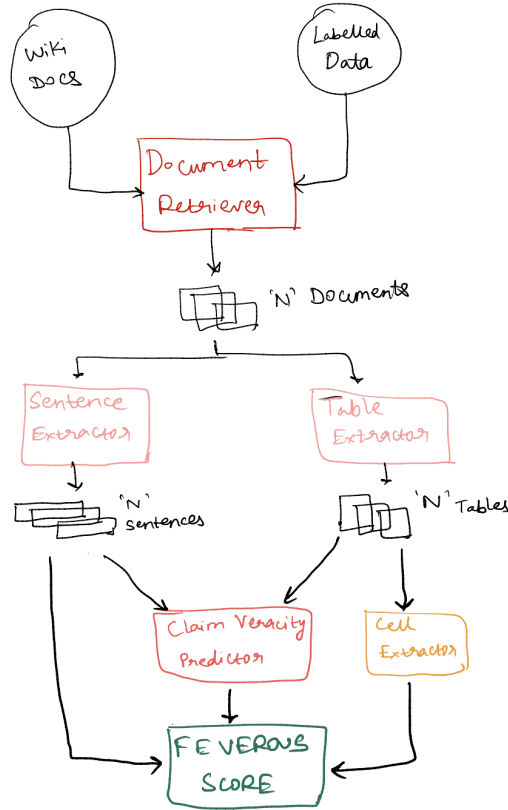 Wiki
DOCS
Labelled
Data
Document
Retriever
'N' Documents
Sentence
Extractor
Table
Extractor
'N'
Sentences
'N' Tables
Claim Veracity
Predictor
Cell
Extractor
FEVEROUS
SCORE